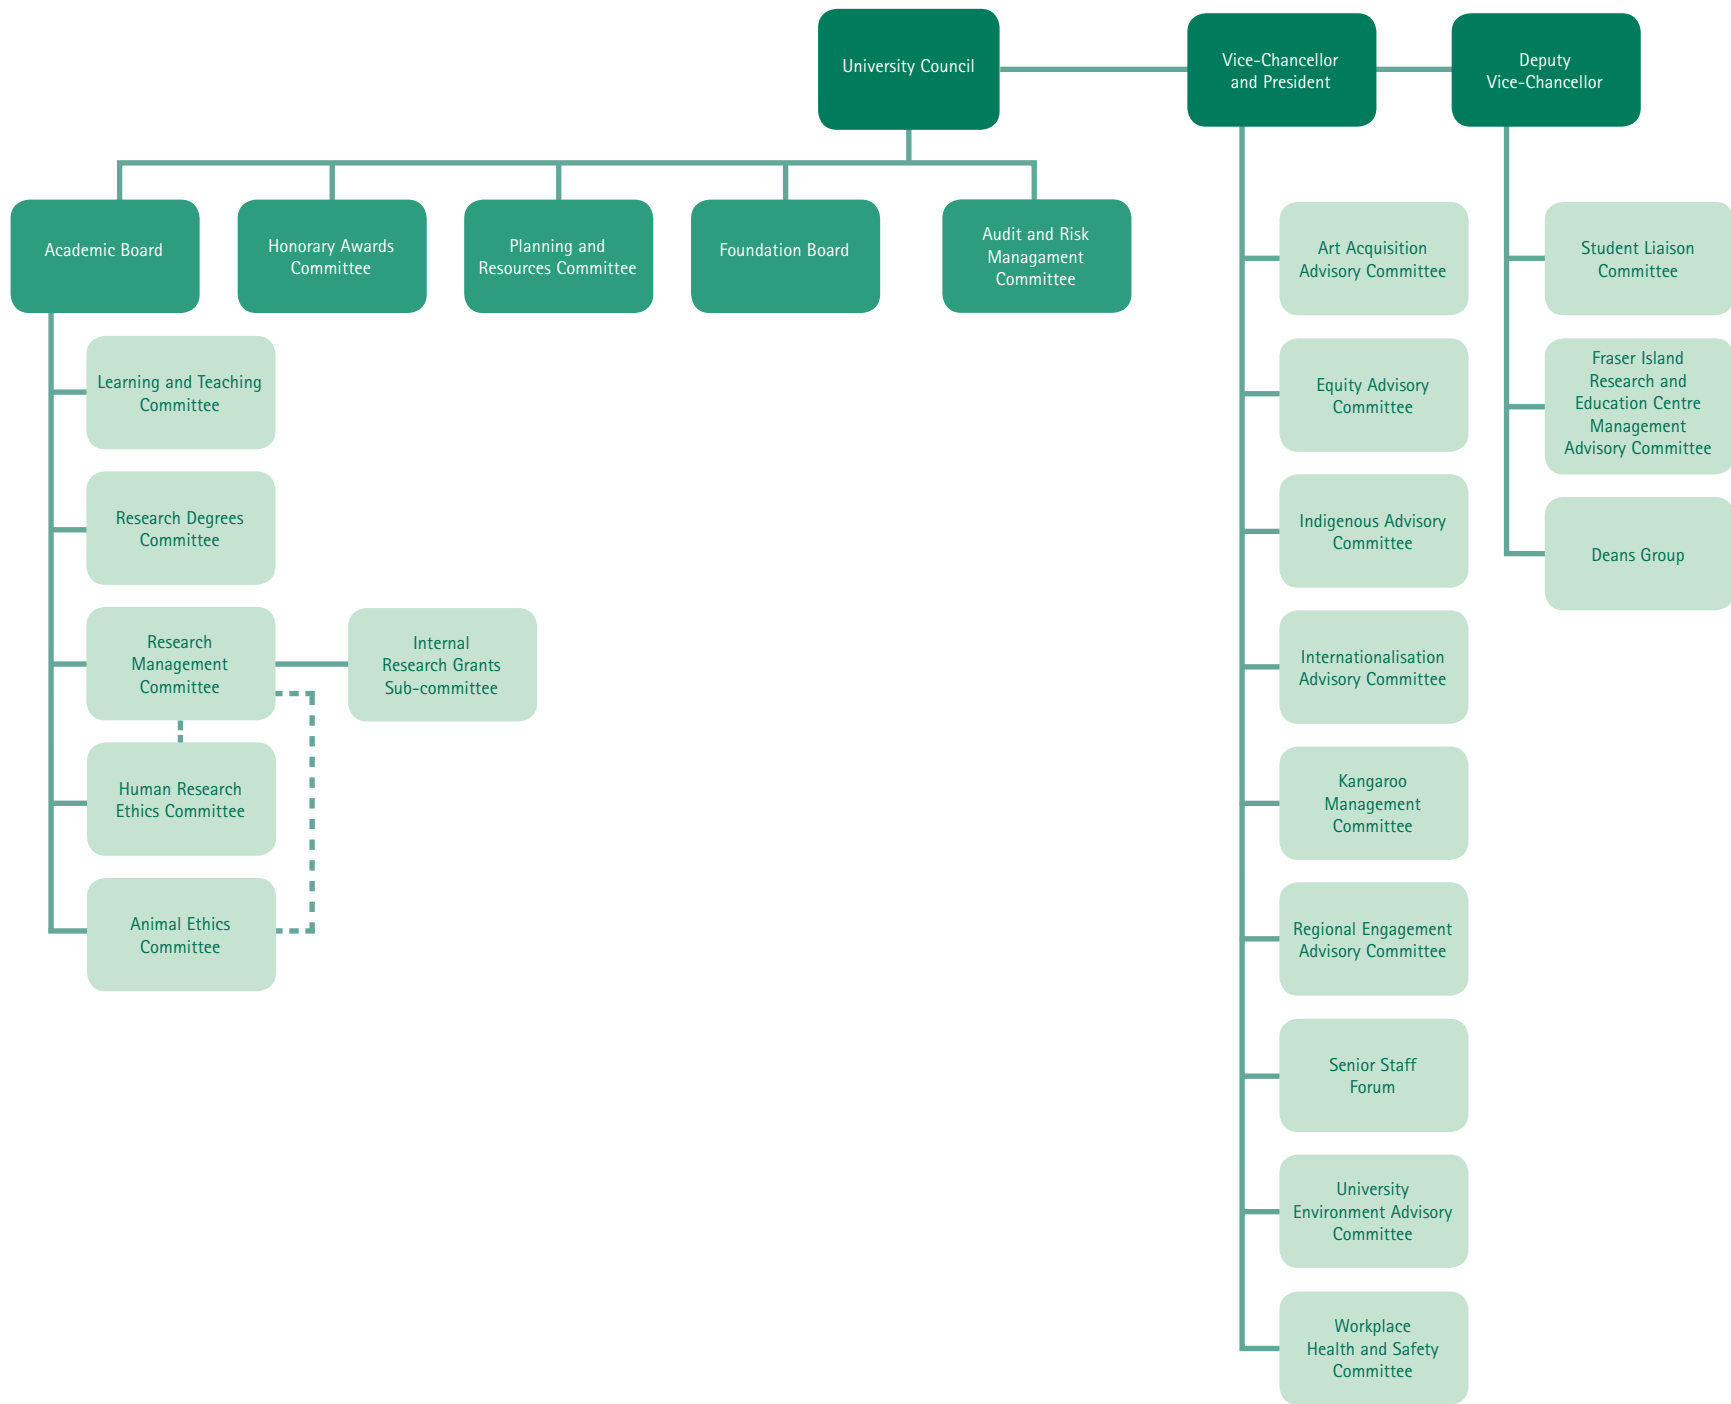 University Council
Vice-Chancellor
and President
Deputy
Vice-Chancellor
Academic Board
Honorary Awards
Committee
Planning and
Resources Committee
Foundation Board
Audit and Risk
Managament
Committee
Learning and Teaching
Committee
Research Degrees
Committee
Research
Management
Committee
Internal
Research Grants
Sub-committee
Human Research
Ethics Committee
Animal Ethics
Committee
Art Acquisition
Advisory Committee
Equity Advisory
Committee
Indigenous Advisory
Committee
Internationalisation
Advisory Committee
Kangaroo
Management
Committee
Regional Engagement
Advisory Committee
Senior Staff
Forum
University
Environment Advisory
Committee
Workplace
Health and Safety
Committee
Student Liaison
Committee
Fraser Island
Research and
Education Centre
Management
Advisory Committee
Deans Group